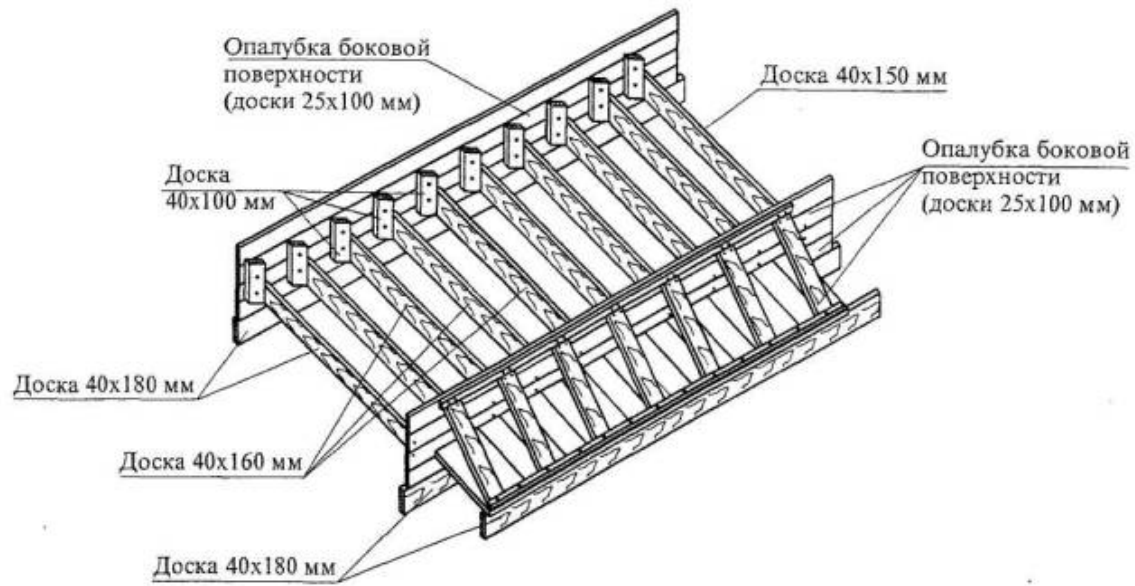 Опалубка боковой
поверхности
(доски 25х100 мм)
Доска 40х150 мм
Опалубка боковой
поверхности
(доски 25х100 мм)
Доска
40х100 мм
Доска 40х180 мм
Доска 40х160 мм
Доска 40х180 мм